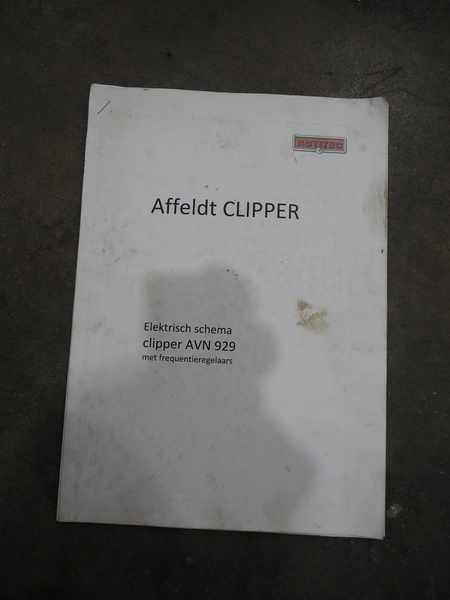 Affeldt CLIPPER
Elektrisch schema
clipper AVN 929
met frequentieregelaars